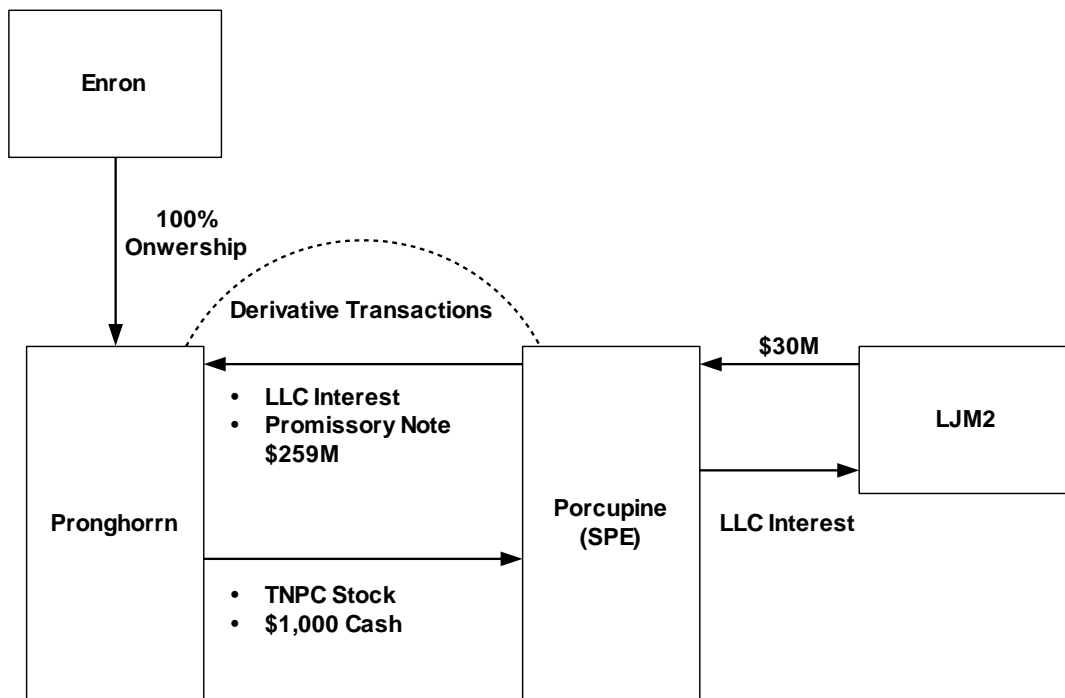 Enron
100%
Onwership
Derivative Transactions
$30M
• LLC Interest
• Promissory Note
$259M
LJM2
Pronghorrn
Porcupine
(SPE)
LLC Interest
• TNPC Stock
• $1,000 Cash